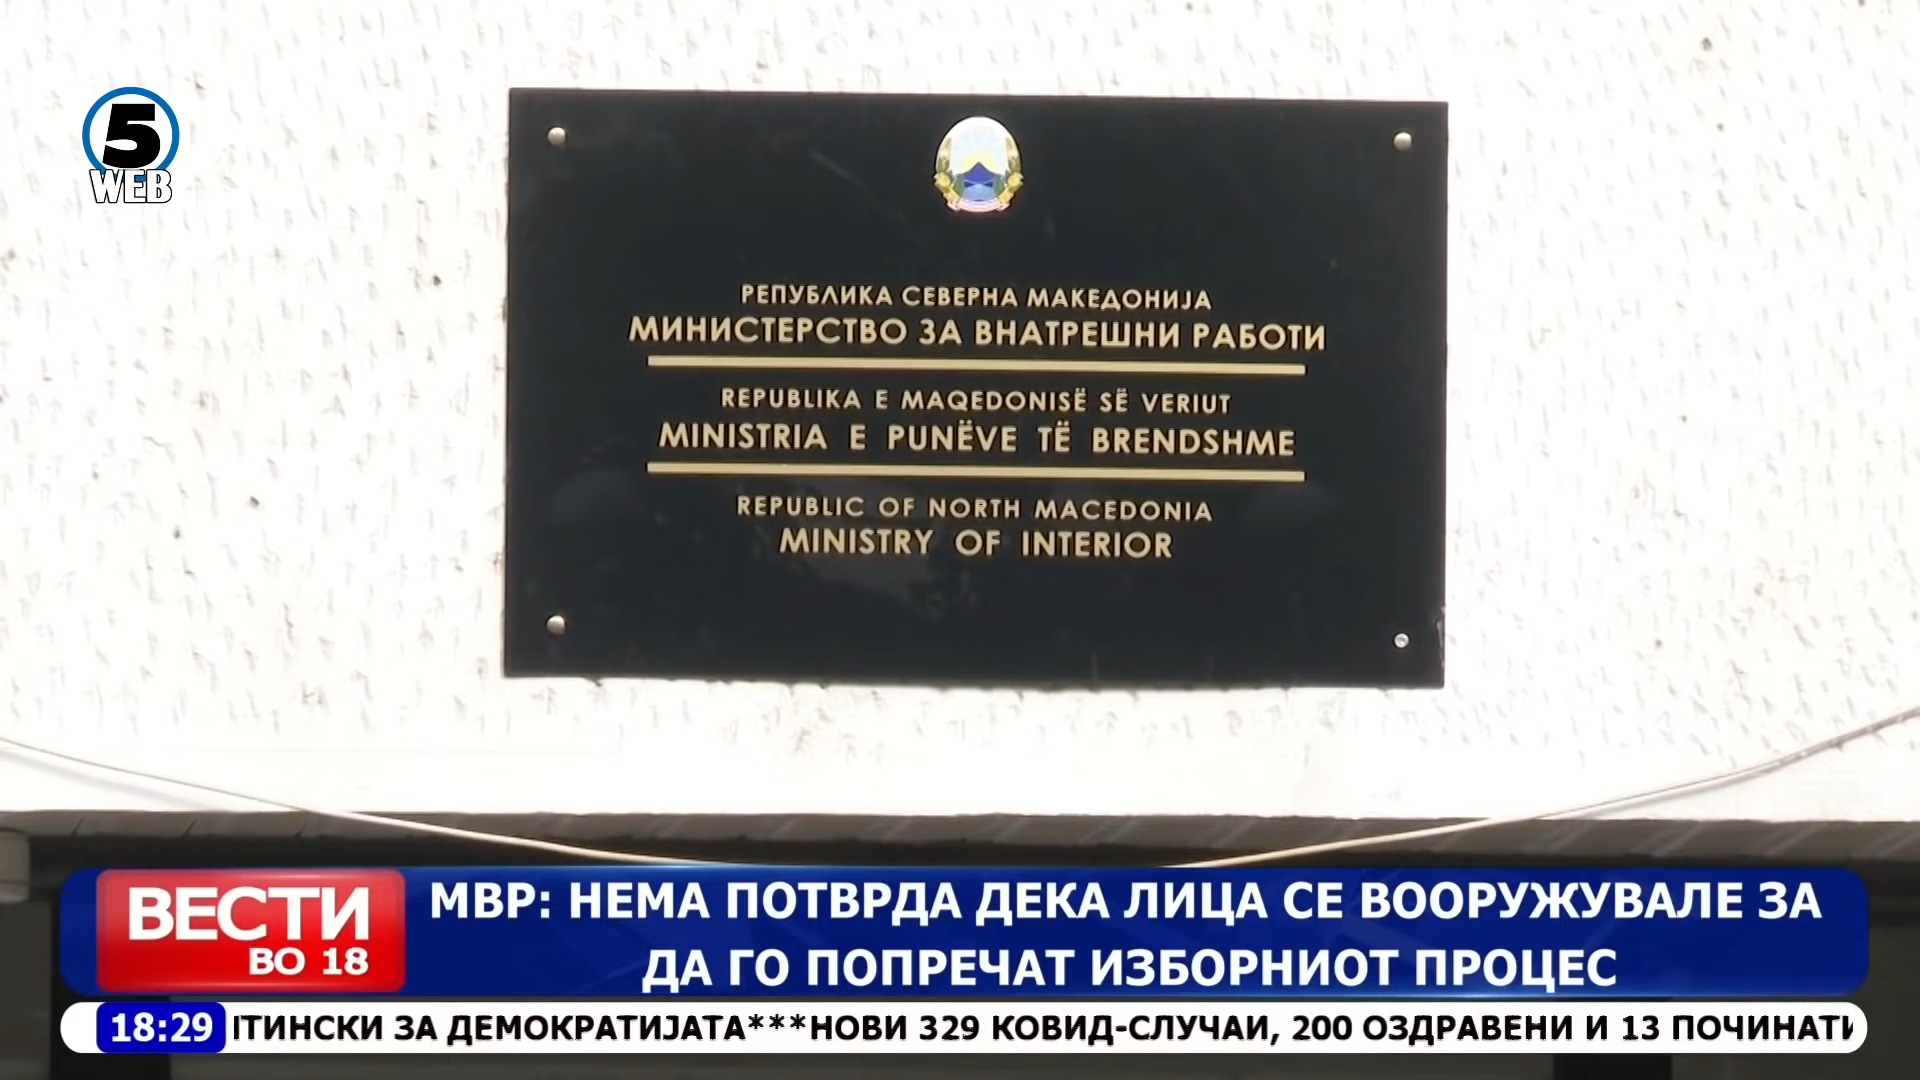 5
WEB
РЕПУБЛИКА СЕВЕРНА МАКЕДОНИЈА
МИНИСТЕРСТВО ЗА ВНАТРЕШНИ РАБОТИ
REPUBLIKA E MAQEDONISË SË VERIUT
MINISTRIA E PUNËVE TË BRENDSHME
REPUBLIC OF NORTH MACEDONIA
MINISTRY OF INTERIOR
ВЕСТИ
ВО 18
МВР: НЕМА ПОТВРДА ДЕКА ЛИЦА СЕ ВООРУЖУВАЛЕ ЗА
ДА ГО ПОПРЕЧАТ ИЗБОРНИОТ ПРОЦЕС
18:29 ЗА ДЕМОКРАТИЈАТА***НОВИ 329 КОВИД-СЛУЧАИ, 200 ОЗДРАВЕНИ И 13 ПОЧИНАТИ